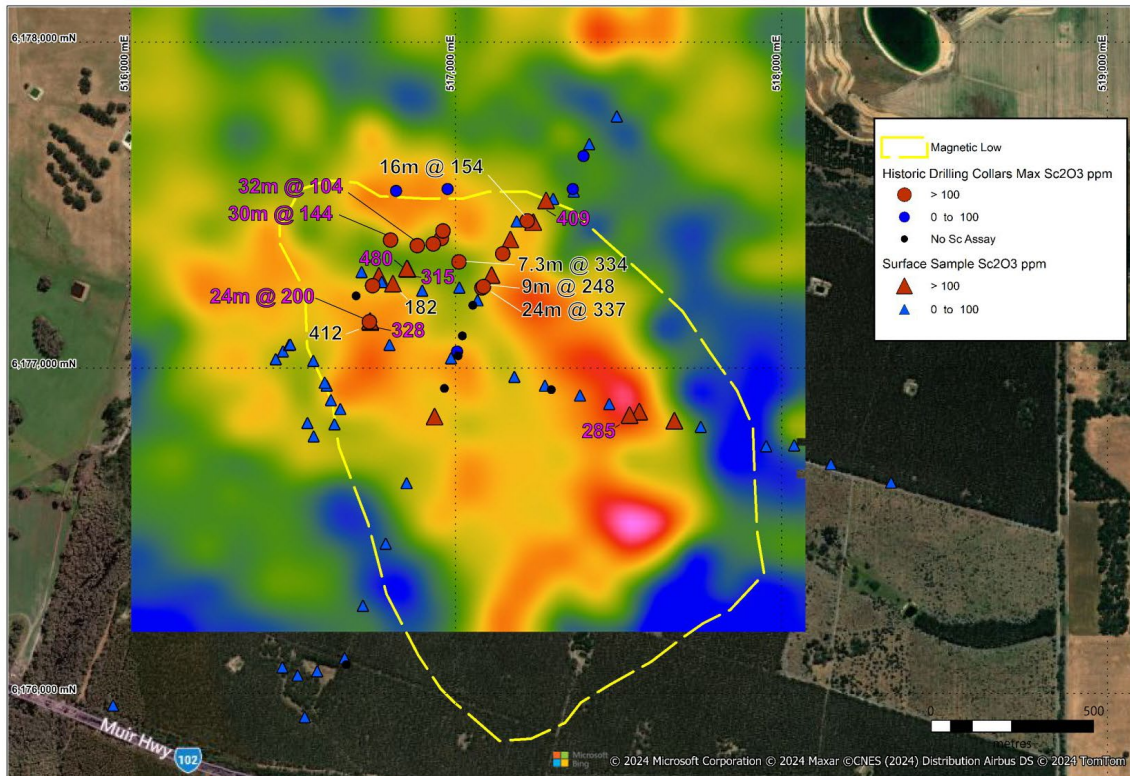 6,178,000 mN
516,000 mE
517,000 mE
518,000 mE
519,000 mE
Magnetic Low
Historic Drilling Collars Max Sc2O3 ppm
> 100
0 to 100
No Sc Assay
Surface Sample Sc2O3 ppm
> 100
0 to 100
16m @ 154
32m @ 104
409
30m @ 144
480
315
7.3m @ 334
9m @ 248
24m @ 200
182
24m @ 337
412
328
6,177,000 mN
285
6,176,000 mN
Muir Hwy
102
0
500
metres
Microsoft
Bing
© 2024 Microsoft Corporation © 2024 Maxar ©CNES (2024) Distribution Airbus DS © 2024 TomTom